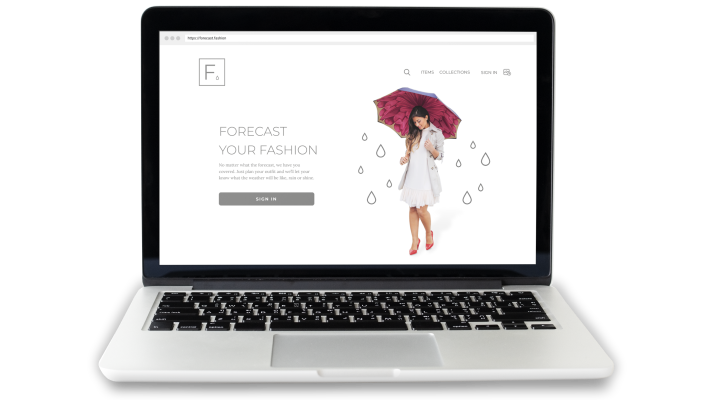 https://forecast.fashion
F
ITEMS COLLECTIONS SIGN IN
FORECAST
YOUR FASHION
No matter what the forecast, we have you
covered. Just plan your outfit and we'll let your
know what the weather will be like, rain or shine.
SIGN IN